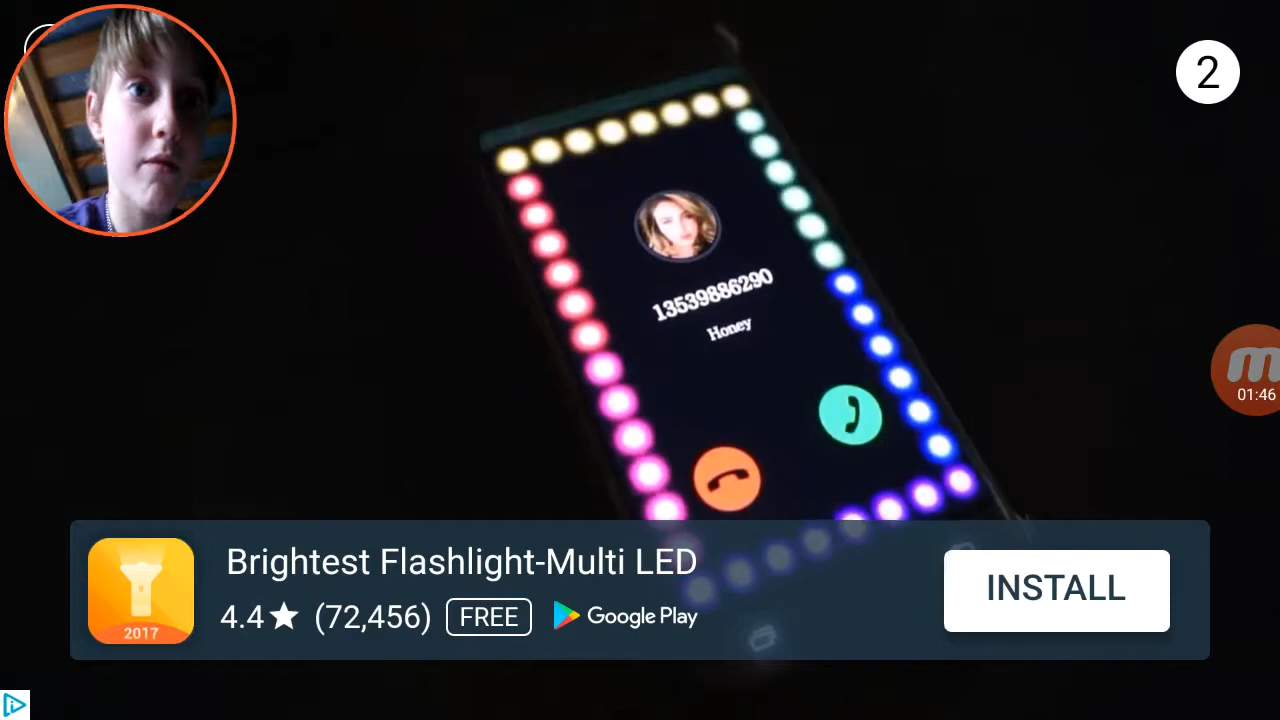 2
13539886290
Honey
01:46
Brightest Flashlight-Multi LED
4.4★ (72,456) FREE Google Play
INSTALL
2017